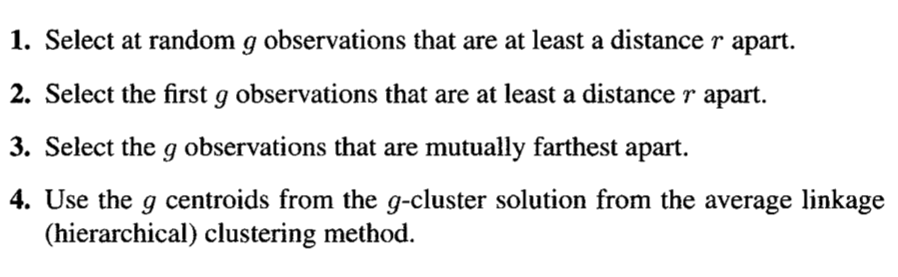 1. Select at random g observations that are at least a distance r apart.
2. Select the first g observations that are at least a distance r apart.
3. Select the g observations that are mutually farthest apart.
4. Use the g centroids from the g-cluster solution from the average linkage
(hierarchical) clustering method.